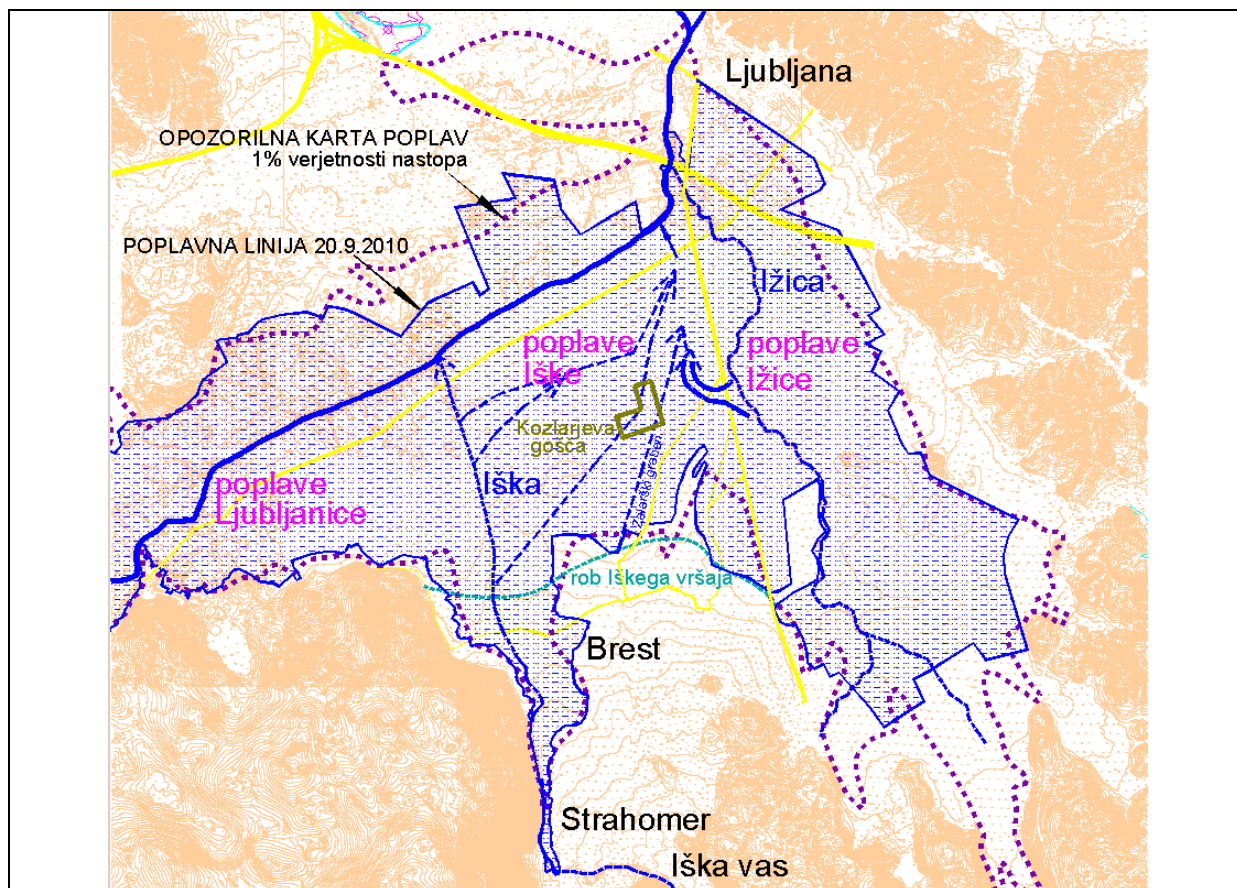 Ljubljana
OPOZORILNA KARTA POPLAV
1% verjetnosti nastopa
POPLAVNA LINIJA 20.9.2010
Ižica
poplave
Iške
poplave
Ižice
Kozlarjeva
gošča
Iška
poplave
Ljubljanice
rob Iškega vršaja
Brest
Strahomer
Iška vas